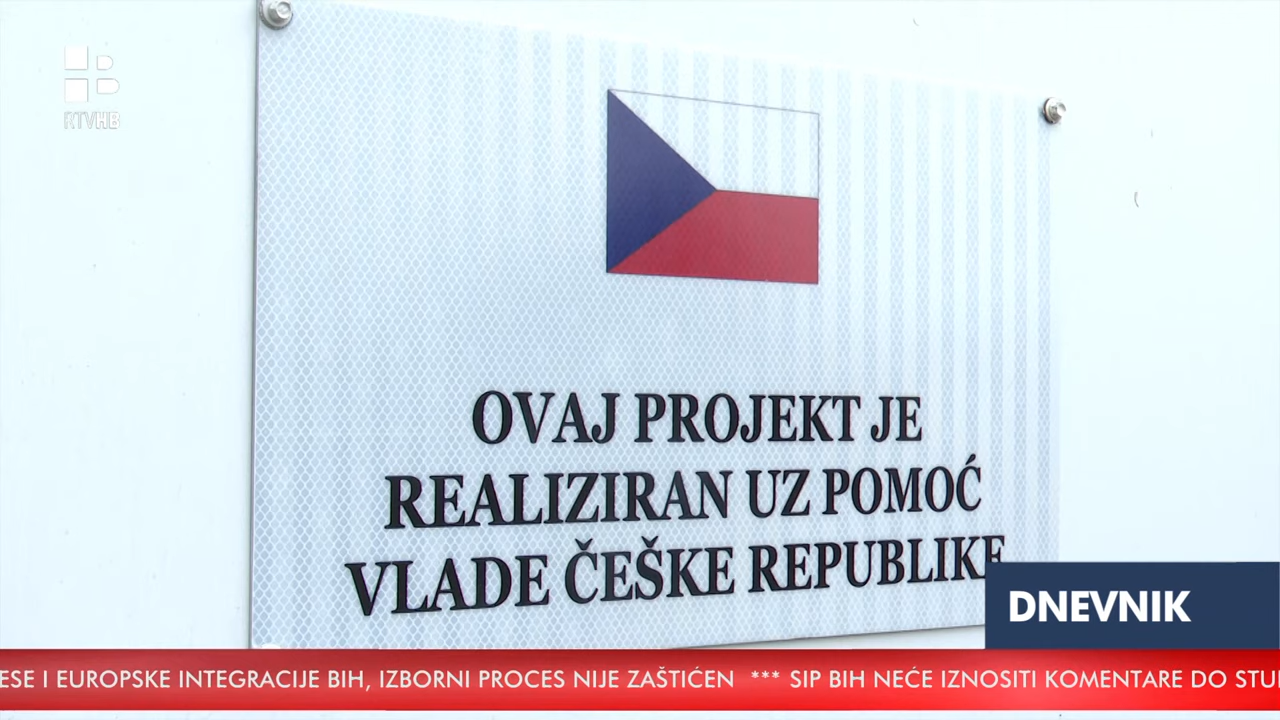 RTVHB
OVAJ PROJEKT JE
REALIZIRAN UZ POMOĆ
VLADE ČEŠKE REPUBLIKE
DNEVNIK
I EUROPSKE INTEGRACIJE BIH, IZBORNI PROCES NIJE ZAŠTIĆEN *** SIP BIH NEĆE IZNOSITI KOMENTARE DO